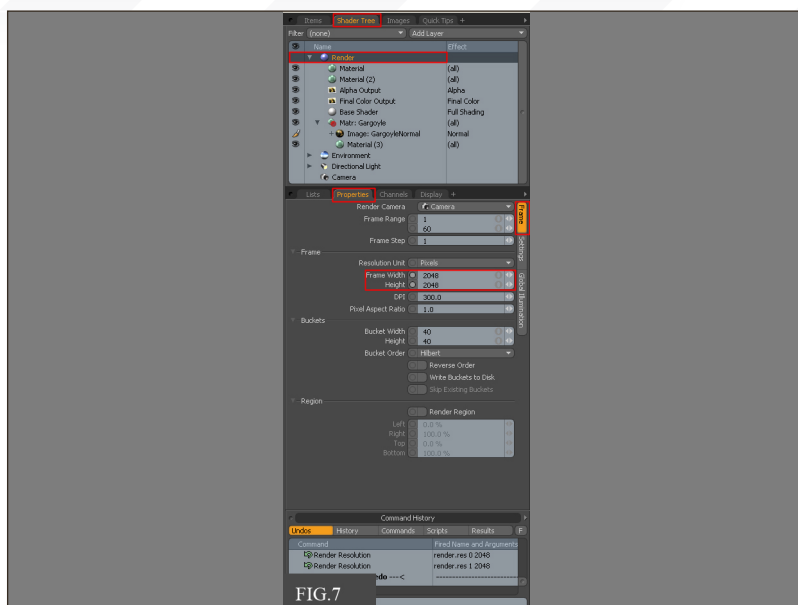 Items Shader Tree Images Quick Tips +
Filter (none) Add Layer
Name Effect
Render
Material (all)
Material (2) (all)
Alpha Output Alpha
Final Color Output Final Color
Base Shader Full Shading
Matr: Gargoyle (all)
+ Image: GargoyleNormal Normal
Material (3) (all)
Environment
Directional Light
Camera
Lists Properties Channels Display +
Render Camera Camera
Frame Range 1
60
Frame Step 1
Frame
Settings
Global Illumination
Frame
Resolution Unit Pixels
Frame Width 2048
Height 2048
DPI 300.0
Pixel Aspect Ratio 1.0
Buckets
Bucket Width 40
Height 40
Bucket Order Hilbert
Reverse Order
Write Buckets to Disk
Skip Existing Buckets
Region
Render Region
Left 0.0 %
Right 100.0 %
Top 0.0 %
Bottom 100.0 %
Command History
Undos History Commands Scripts Results F
Command Fired Name and Arguments
Render Resolution render.res 0 2048
Render Resolution render.res 1 2048
edo ---< ------------------------
FIG.7